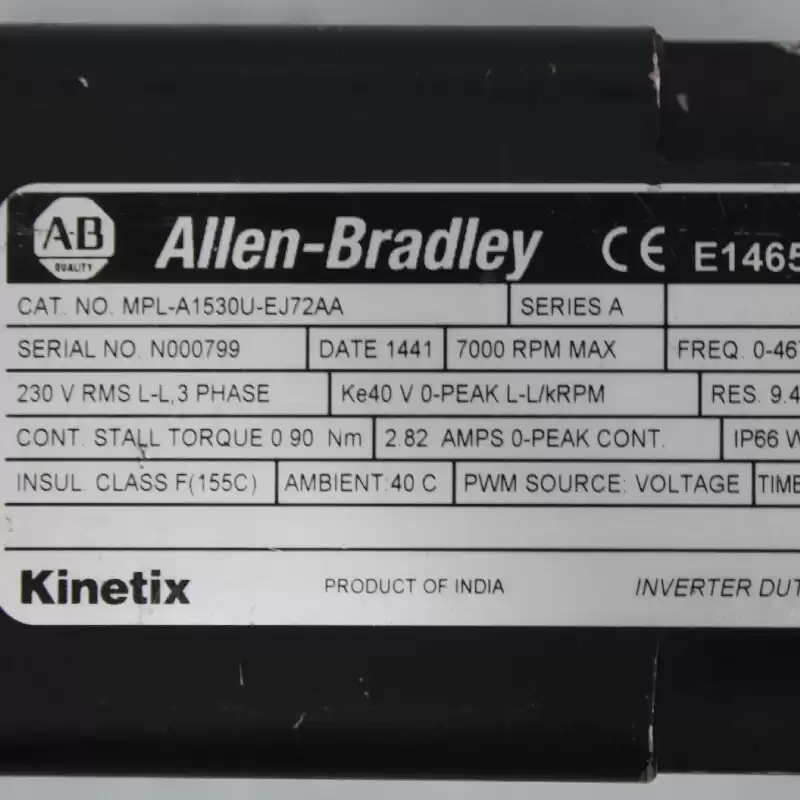 A-B QUALITY Allen-Bradley CE E1465
CAT. NO. MPL-A1530U-EJ72AA SERIES A
SERIAL NO. N000799 DATE 1441 7000 RPM MAX FREQ. 0-467
230 V RMS L-L,3 PHASE Ke40 V 0-PEAK L-L/kRPM RES. 9.4
CONT. STALL TORQUE 0 90 Nm 2.82 AMPS 0-PEAK CONT. IP66 W
INSUL. CLASS F(155C) AMBIENT:40 C PWM SOURCE: VOLTAGE TIME
Kinetix PRODUCT OF INDIA INVERTER DUT